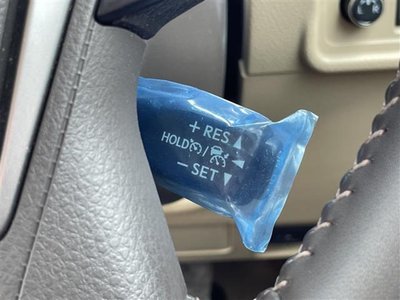 + RES ▲
HOLD / ◄
− SET ▼